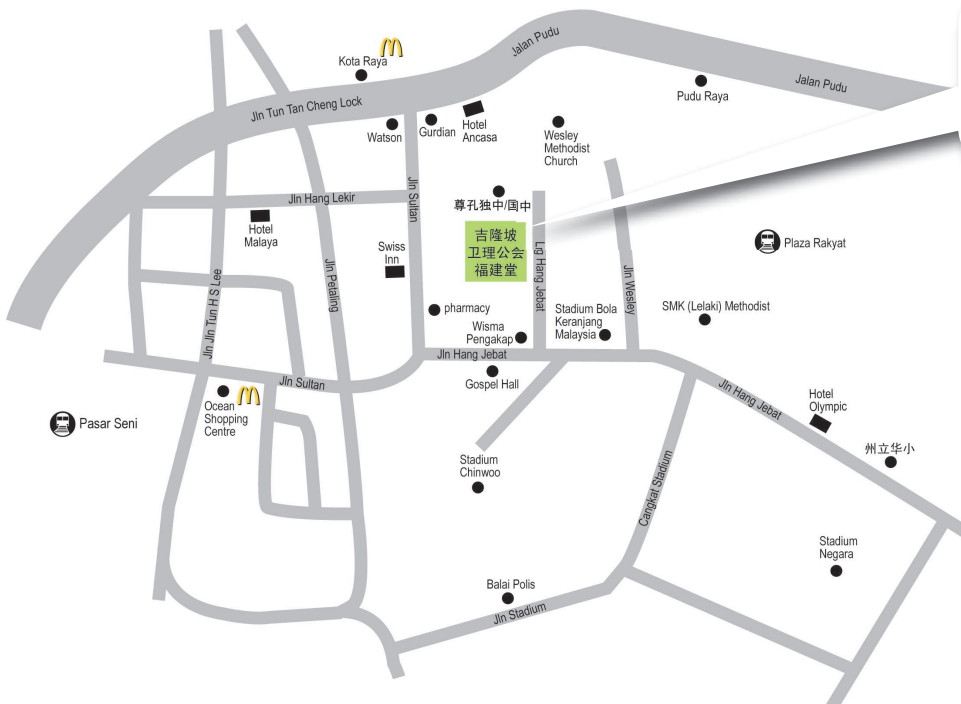 Jalan Pudu
Jalan Pudu
Kota Raya
Pudu Raya
Jln Tun Tan Cheng Lock
Watson
Gurdian
Hotel
Ancasa
Wesley
Methodist
Church
Jln Hang Lekir
Jln Sultan
尊孔独中/国中
Hotel
Malaya
Swiss
Inn
吉隆坡
卫理公会
福建堂
Lrg Hang Jebat
Jln Wesley
Plaza Rakyat
Jln Jln Tun H S Lee
Jln Petaling
pharmacy
Wisma
Pengakap
Stadium Bola
Keranjang
Malaysia
SMK (Lelaki) Methodist
Jln Hang Jebat
Gospel Hall
Jln Sultan
Jln Hang Jebat
Ocean
Shopping
Centre
Pasar Seni
Hotel
Olympic
州立华小
Stadium
Chinwoo
Cangkat Stadium
Stadium
Negara
Balai Polis
Jln Stadium